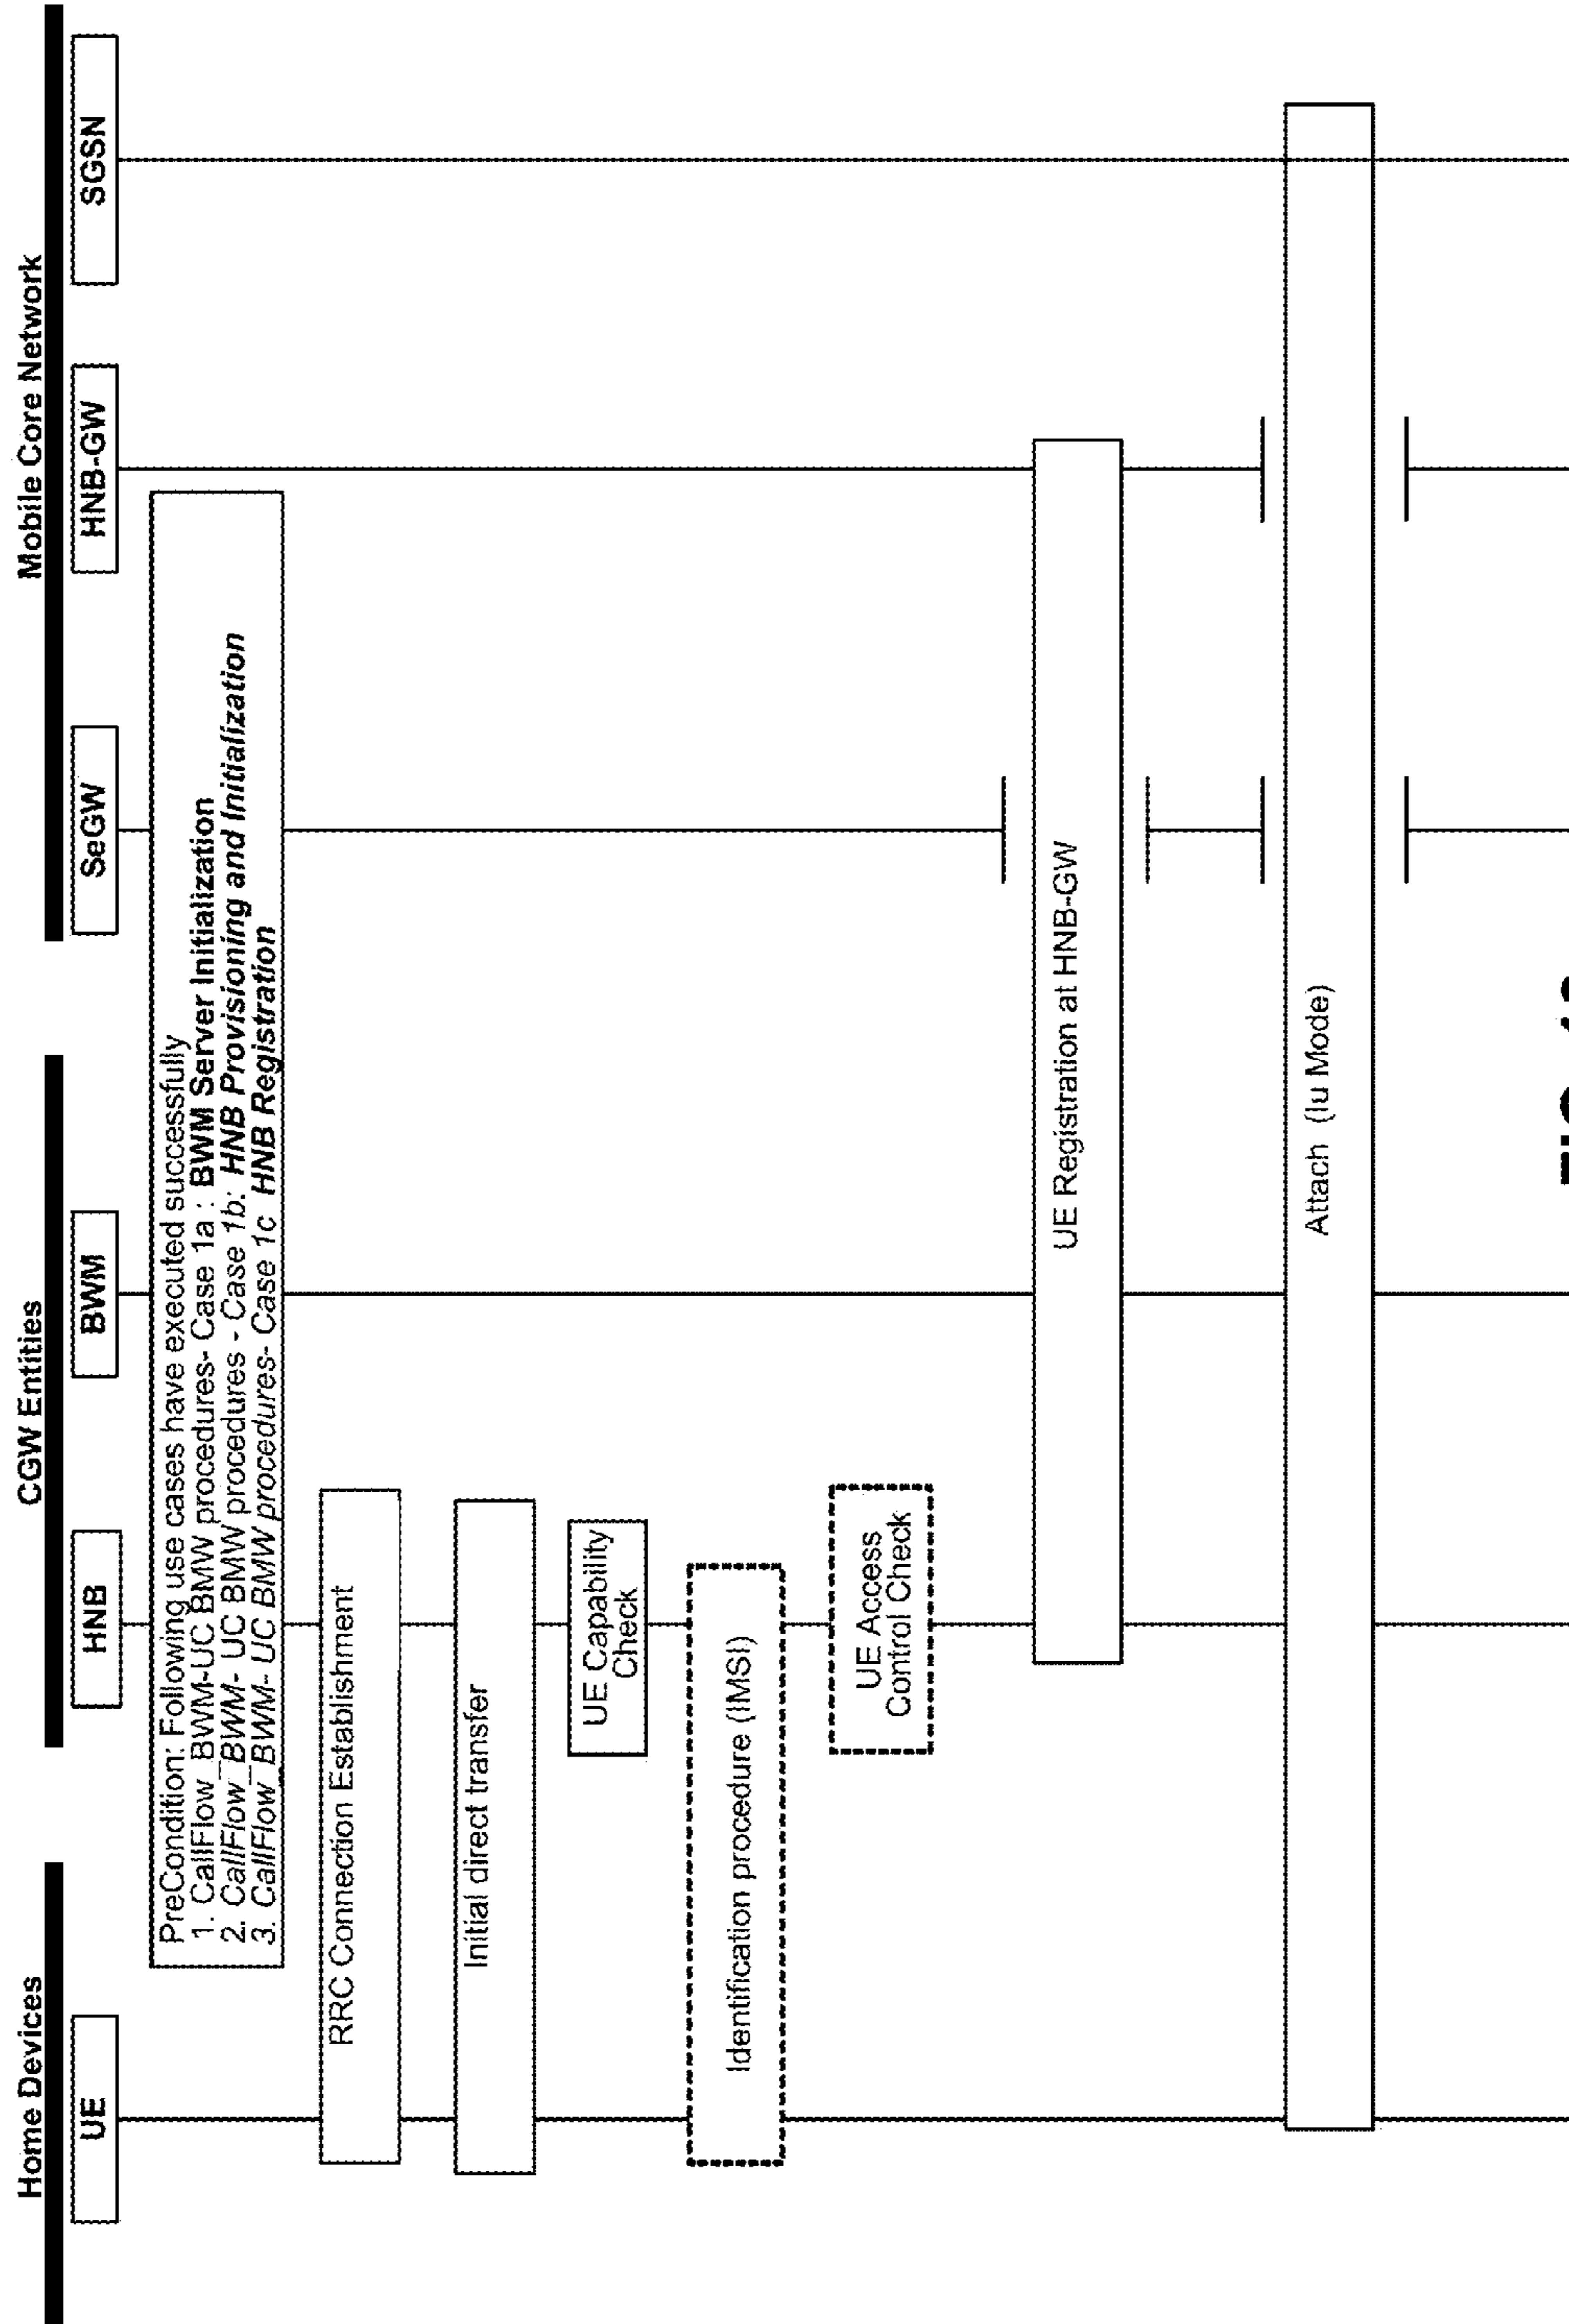 Home Devices
CGW Entities
Mobile Core Network
UE
HNB
BWM
SeGW
HNB-GW
SGSN
PreCondition: Following use cases have executed successfully
1. CallFlow_BWM-UC BMW procedures- Case 1a : BWM Server Initialization
2. CallFlow_BWM- UC BMW procedures - Case 1b: HNB Provisioning and Initialization
3. CallFlow_BWM- UC BMW procedures- Case 1c HNB Registration
RRC Connection Establishment
Initial direct transfer
UE Capability
Check
Identification procedure (IMSI)
UE Access
Control Check
UE Registration at HNB-GW
Attach (Iu Mode)